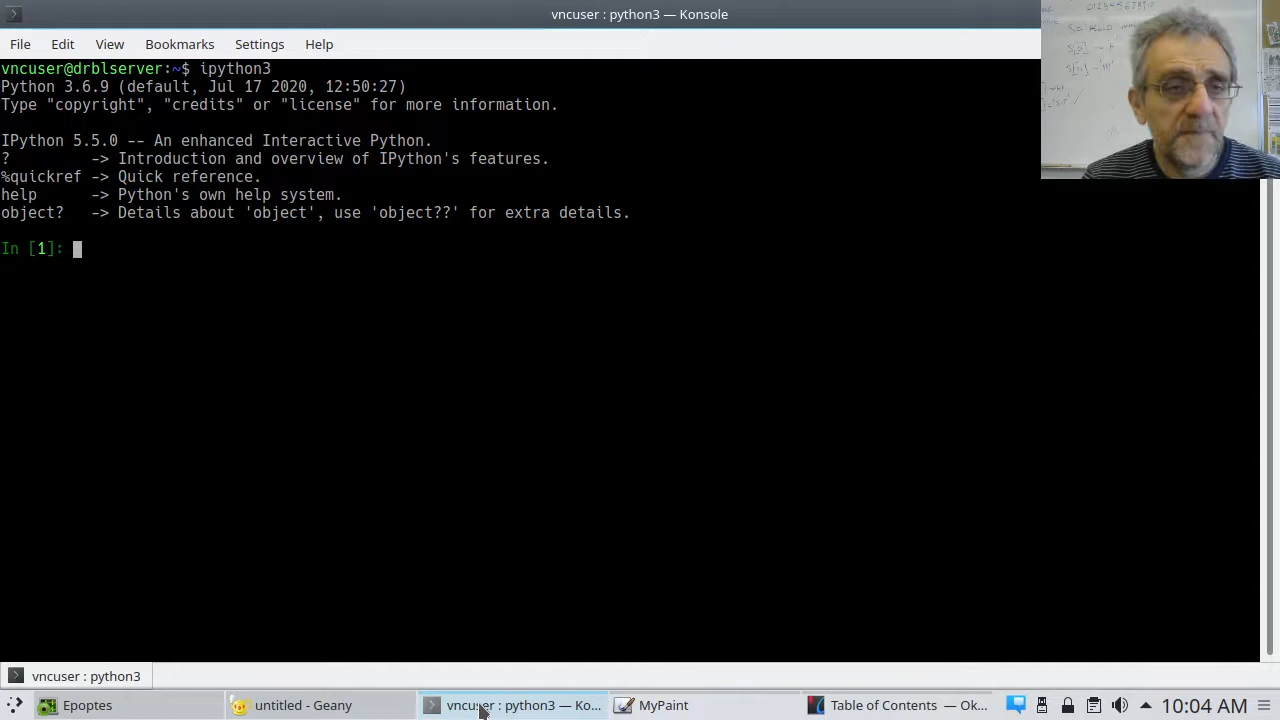 vncuser : python3 — Konsole
File Edit View Bookmarks Settings Help
vncuser@drblserver:~$ ipython3
Python 3.6.9 (default, Jul 17 2020, 12:50:27)
Type "copyright", "credits" or "license" for more information.
IPython 5.5.0 -- An enhanced Interactive Python.
? -> Introduction and overview of IPython's features.
%quickref -> Quick reference.
help -> Python's own help system.
object? -> Details about 'object', use 'object??' for extra details.
In [1]:
vncuser : python3
Epoptes untitled - Geany vncuser : python3 — Ko... MyPaint Table of Contents — Ok... 10:04 AM